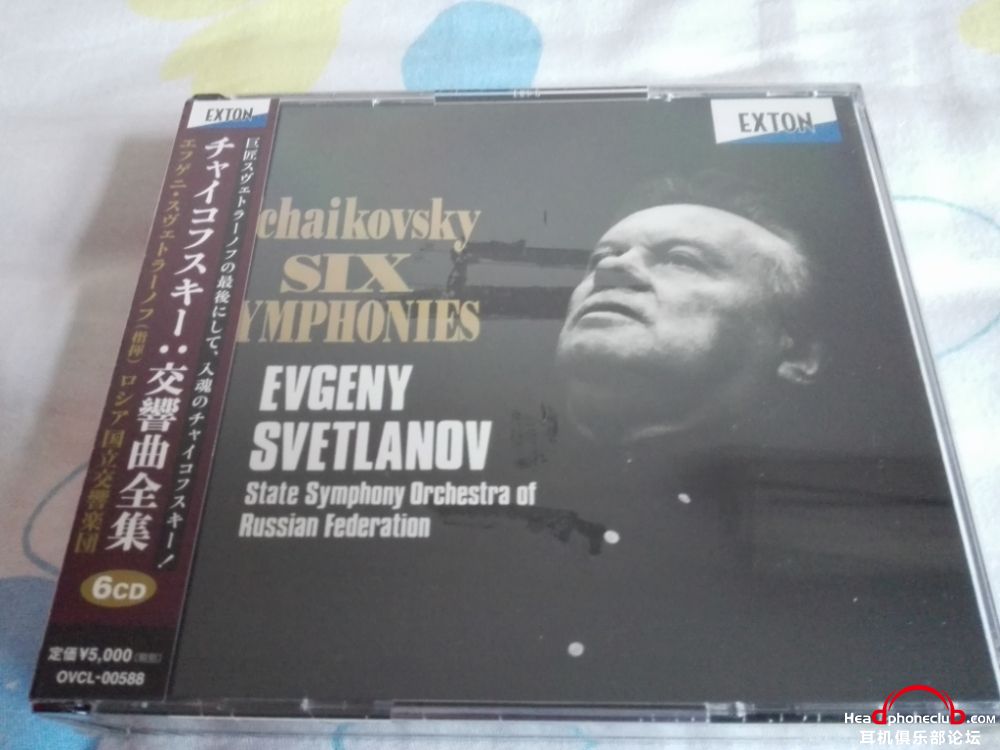 EXTON
巨匠スヴェトラーノフの最後にして、入魂のチャイコフスキー!
チャイコフスキー:交響曲全集
エフゲニ・スヴェトラーノフ(指揮) ロシア国立交響楽団
6CD
定価¥5,000
OVCL-00588
EXTON
chaikovsky
SIX
YMPHONIES
EVGENY
SVETLANOV
State Symphony Orchestra of
Russian Federation
Headphoneclub.com
耳机俱乐部论坛